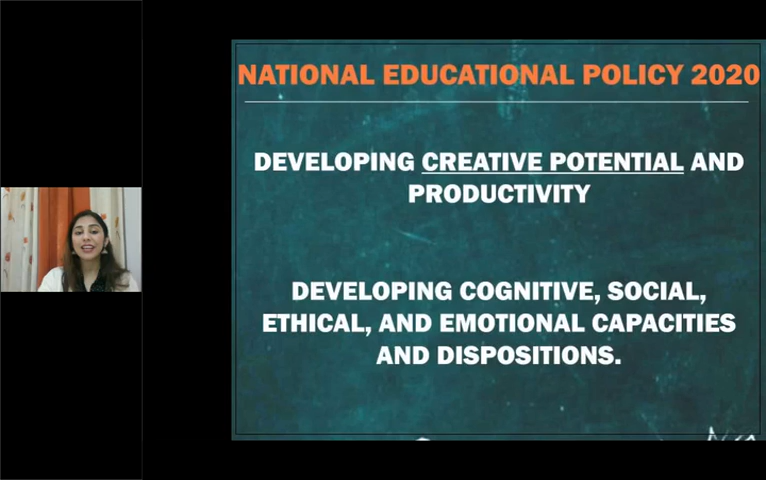 NATIONAL EDUCATIONAL POLICY 2020
DEVELOPING CREATIVE POTENTIAL AND
PRODUCTIVITY
DEVELOPING COGNITIVE, SOCIAL,
ETHICAL, AND EMOTIONAL CAPACITIES
AND DISPOSITIONS.